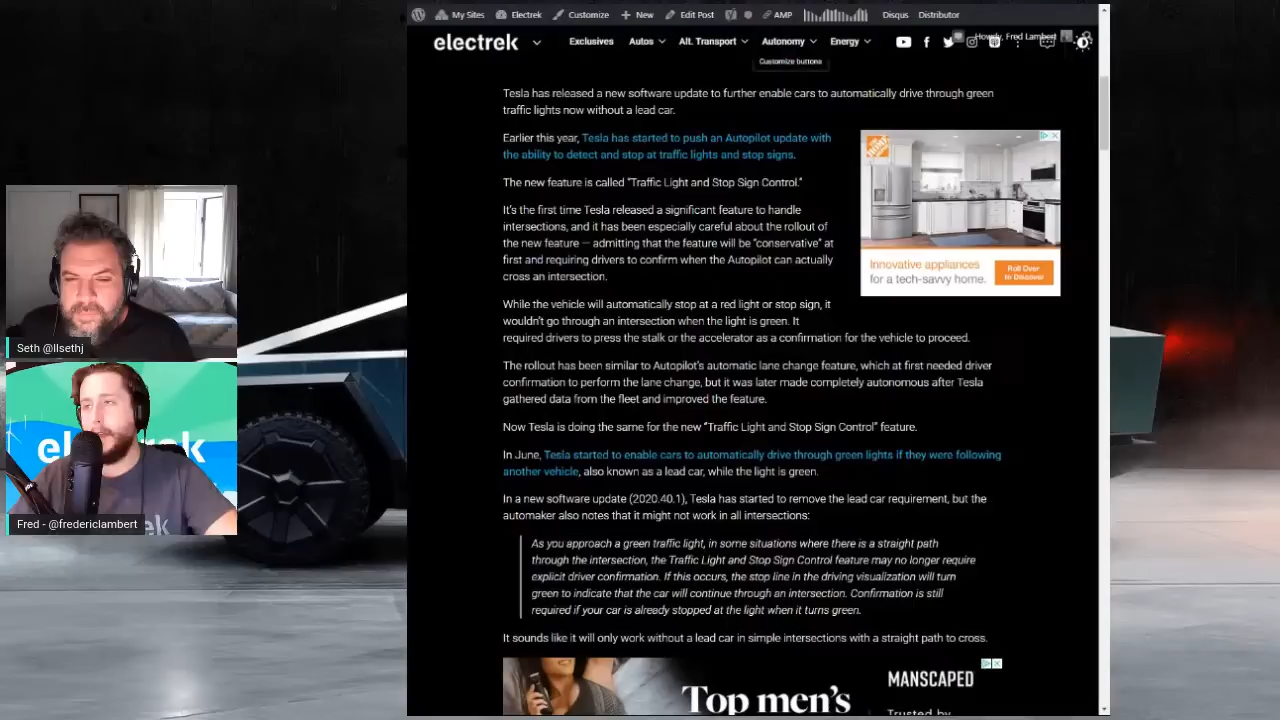 My Sites
Electrek
Customize
New
Edit Post
AMP
Disqus
Distributor
electrek
Exclusives
Autos
Alt. Transport
Autonomy
Energy
Howdy, Fred Lambert
Customize buttons
Tesla has released a new software update to further enable cars to automatically drive through green
traffic lights now without a lead car.
Earlier this year, Tesla has started to push an Autopilot update with
the ability to detect and stop at traffic lights and stop signs.
The new feature is called "Traffic Light and Stop Sign Control."
It's the first time Tesla released a significant feature to handle
intersections, and it has been especially careful about the rollout of
the new feature — admitting that the feature will be "conservative" at
first and requiring drivers to confirm when the Autopilot can actually
cross an intersection.
Innovative appliances
for a tech-savvy home.
Roll Over
to Discover
While the vehicle will automatically stop at a red light or stop sign, it
wouldn't go through an intersection when the light is green. It
required drivers to press the stalk or the accelerator as a confirmation for the vehicle to proceed.
The rollout has been similar to Autopilot's automatic lane change feature, which at first needed driver
confirmation to perform the lane change, but it was later made completely autonomous after Tesla
gathered data from the fleet and improved the feature.
Now Tesla is doing the same for the new "Traffic Light and Stop Sign Control" feature.
In June, Tesla started to enable cars to automatically drive through green lights if they were following
another vehicle, also known as a lead car, while the light is green.
In a new software update (2020.40.1), Tesla has started to remove the lead car requirement, but the
automaker also notes that it might not work in all intersections:
As you approach a green traffic light, in some situations where there is a straight path
through the intersection, the Traffic Light and Stop Sign Control feature may no longer require
explicit driver confirmation. If this occurs, the stop line in the driving visualization will turn
green to indicate that the car will continue through an intersection. Confirmation is still
required if your car is already stopped at the light when it turns green.
It sounds like it will only work without a lead car in simple intersections with a straight path to cross.
Top men's
MANSCAPED
Trusted by
Seth @llsethj
Fred - @fredericlambert